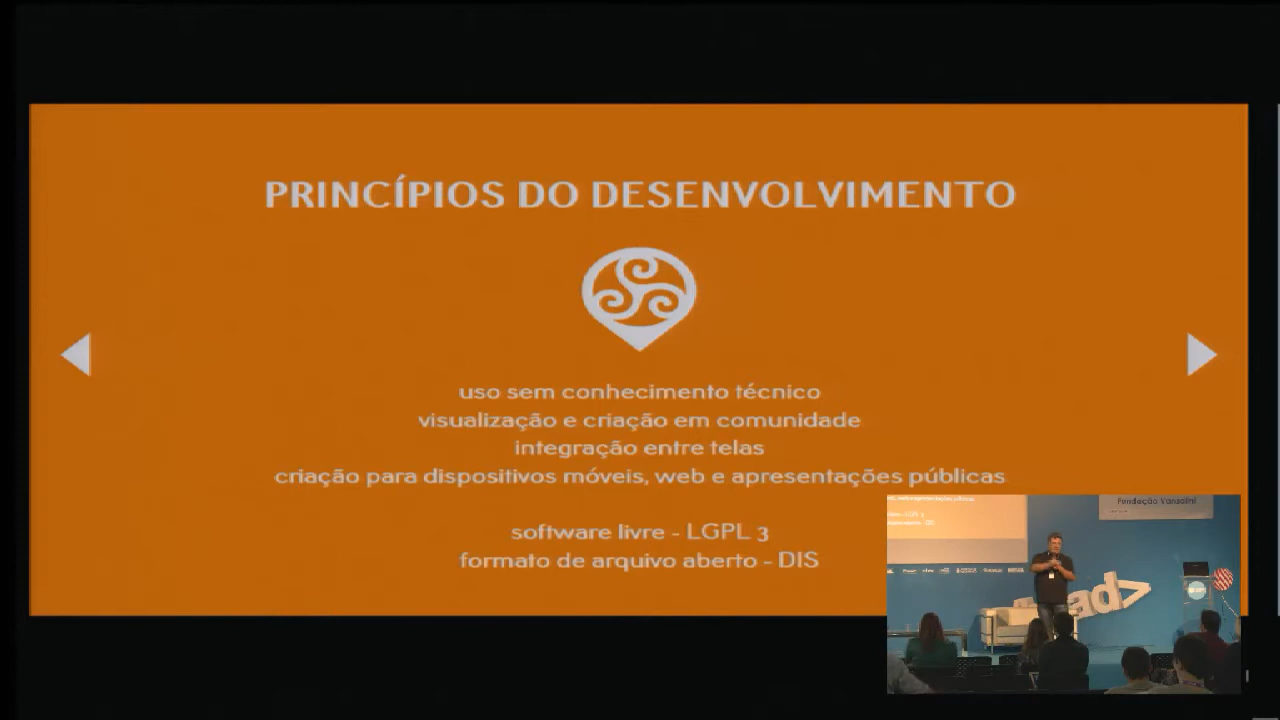 PRINCÍPIOS DO DESENVOLVIMENTO
uso sem conhecimento técnico
visualização e criação em comunidade
integração entre telas
criação para dispositivos móveis, web e apresentações públicas
software livre - LGPL 3
formato de arquivo aberto - DIS
Fundação Vanzolini
ad>